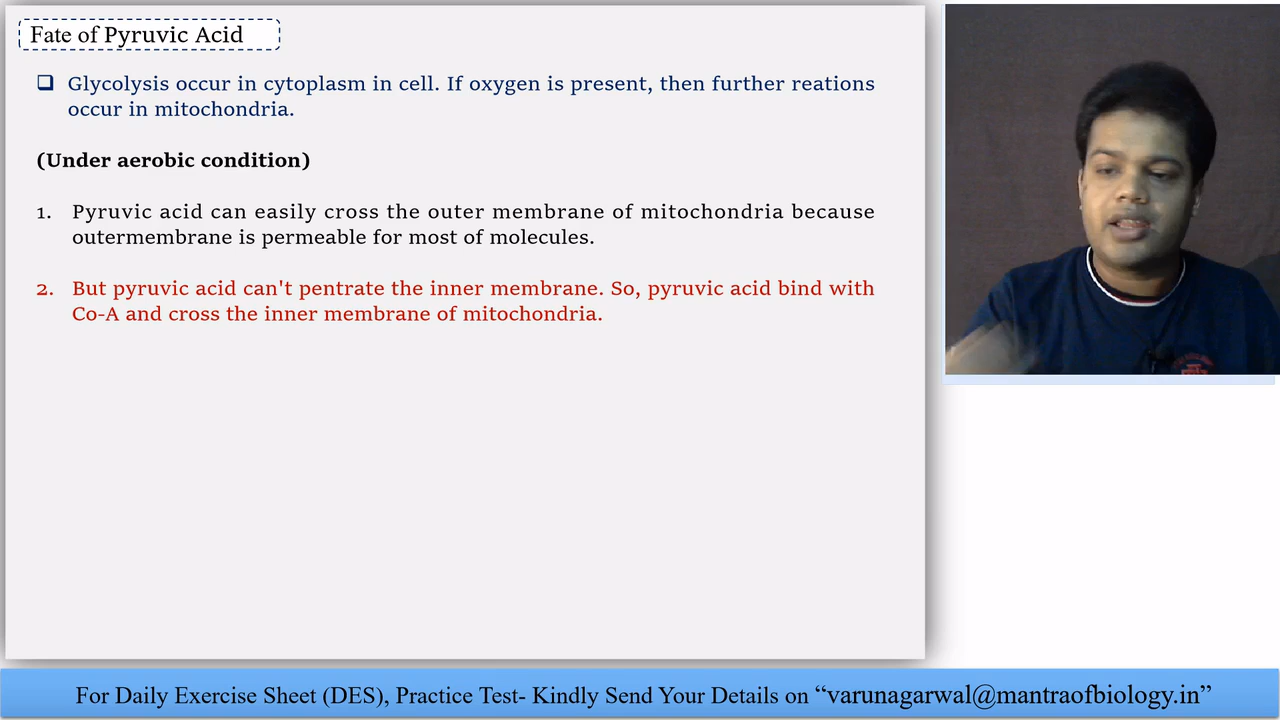 Fate of Pyruvic Acid
❑ Glycolysis occur in cytoplasm in cell. If oxygen is present, then further reations
occur in mitochondria.
(Under aerobic condition)
1. Pyruvic acid can easily cross the outer membrane of mitochondria because
outermembrane is permeable for most of molecules.
2. But pyruvic acid can't pentrate the inner membrane. So, pyruvic acid bind with
Co-A and cross the inner membrane of mitochondria.
For Daily Exercise Sheet (DES), Practice Test- Kindly Send Your Details on “varunagarwal@mantraofbiology.in”